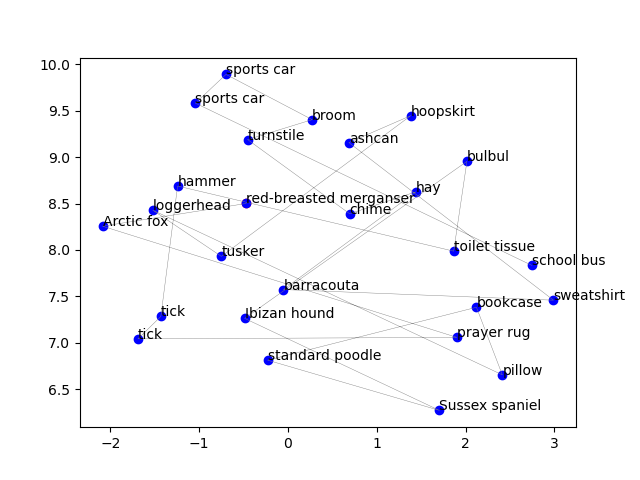 10.0
sports car
9.5
sports car
broom
hoopskirt
turnstile
ashcan
9.0
bulbul
hammer
hay
8.5
loggerhead
red-breasted merganser
chime
Arctic fox
8.0
tusker
toilet tissue
school bus
7.5
barracouta
sweatshirt
tick
Ibizan hound
bookcase
7.0
tick
prayer rug
standard poodle
6.5
pillow
Sussex spaniel
−2 −1 0 1 2 3